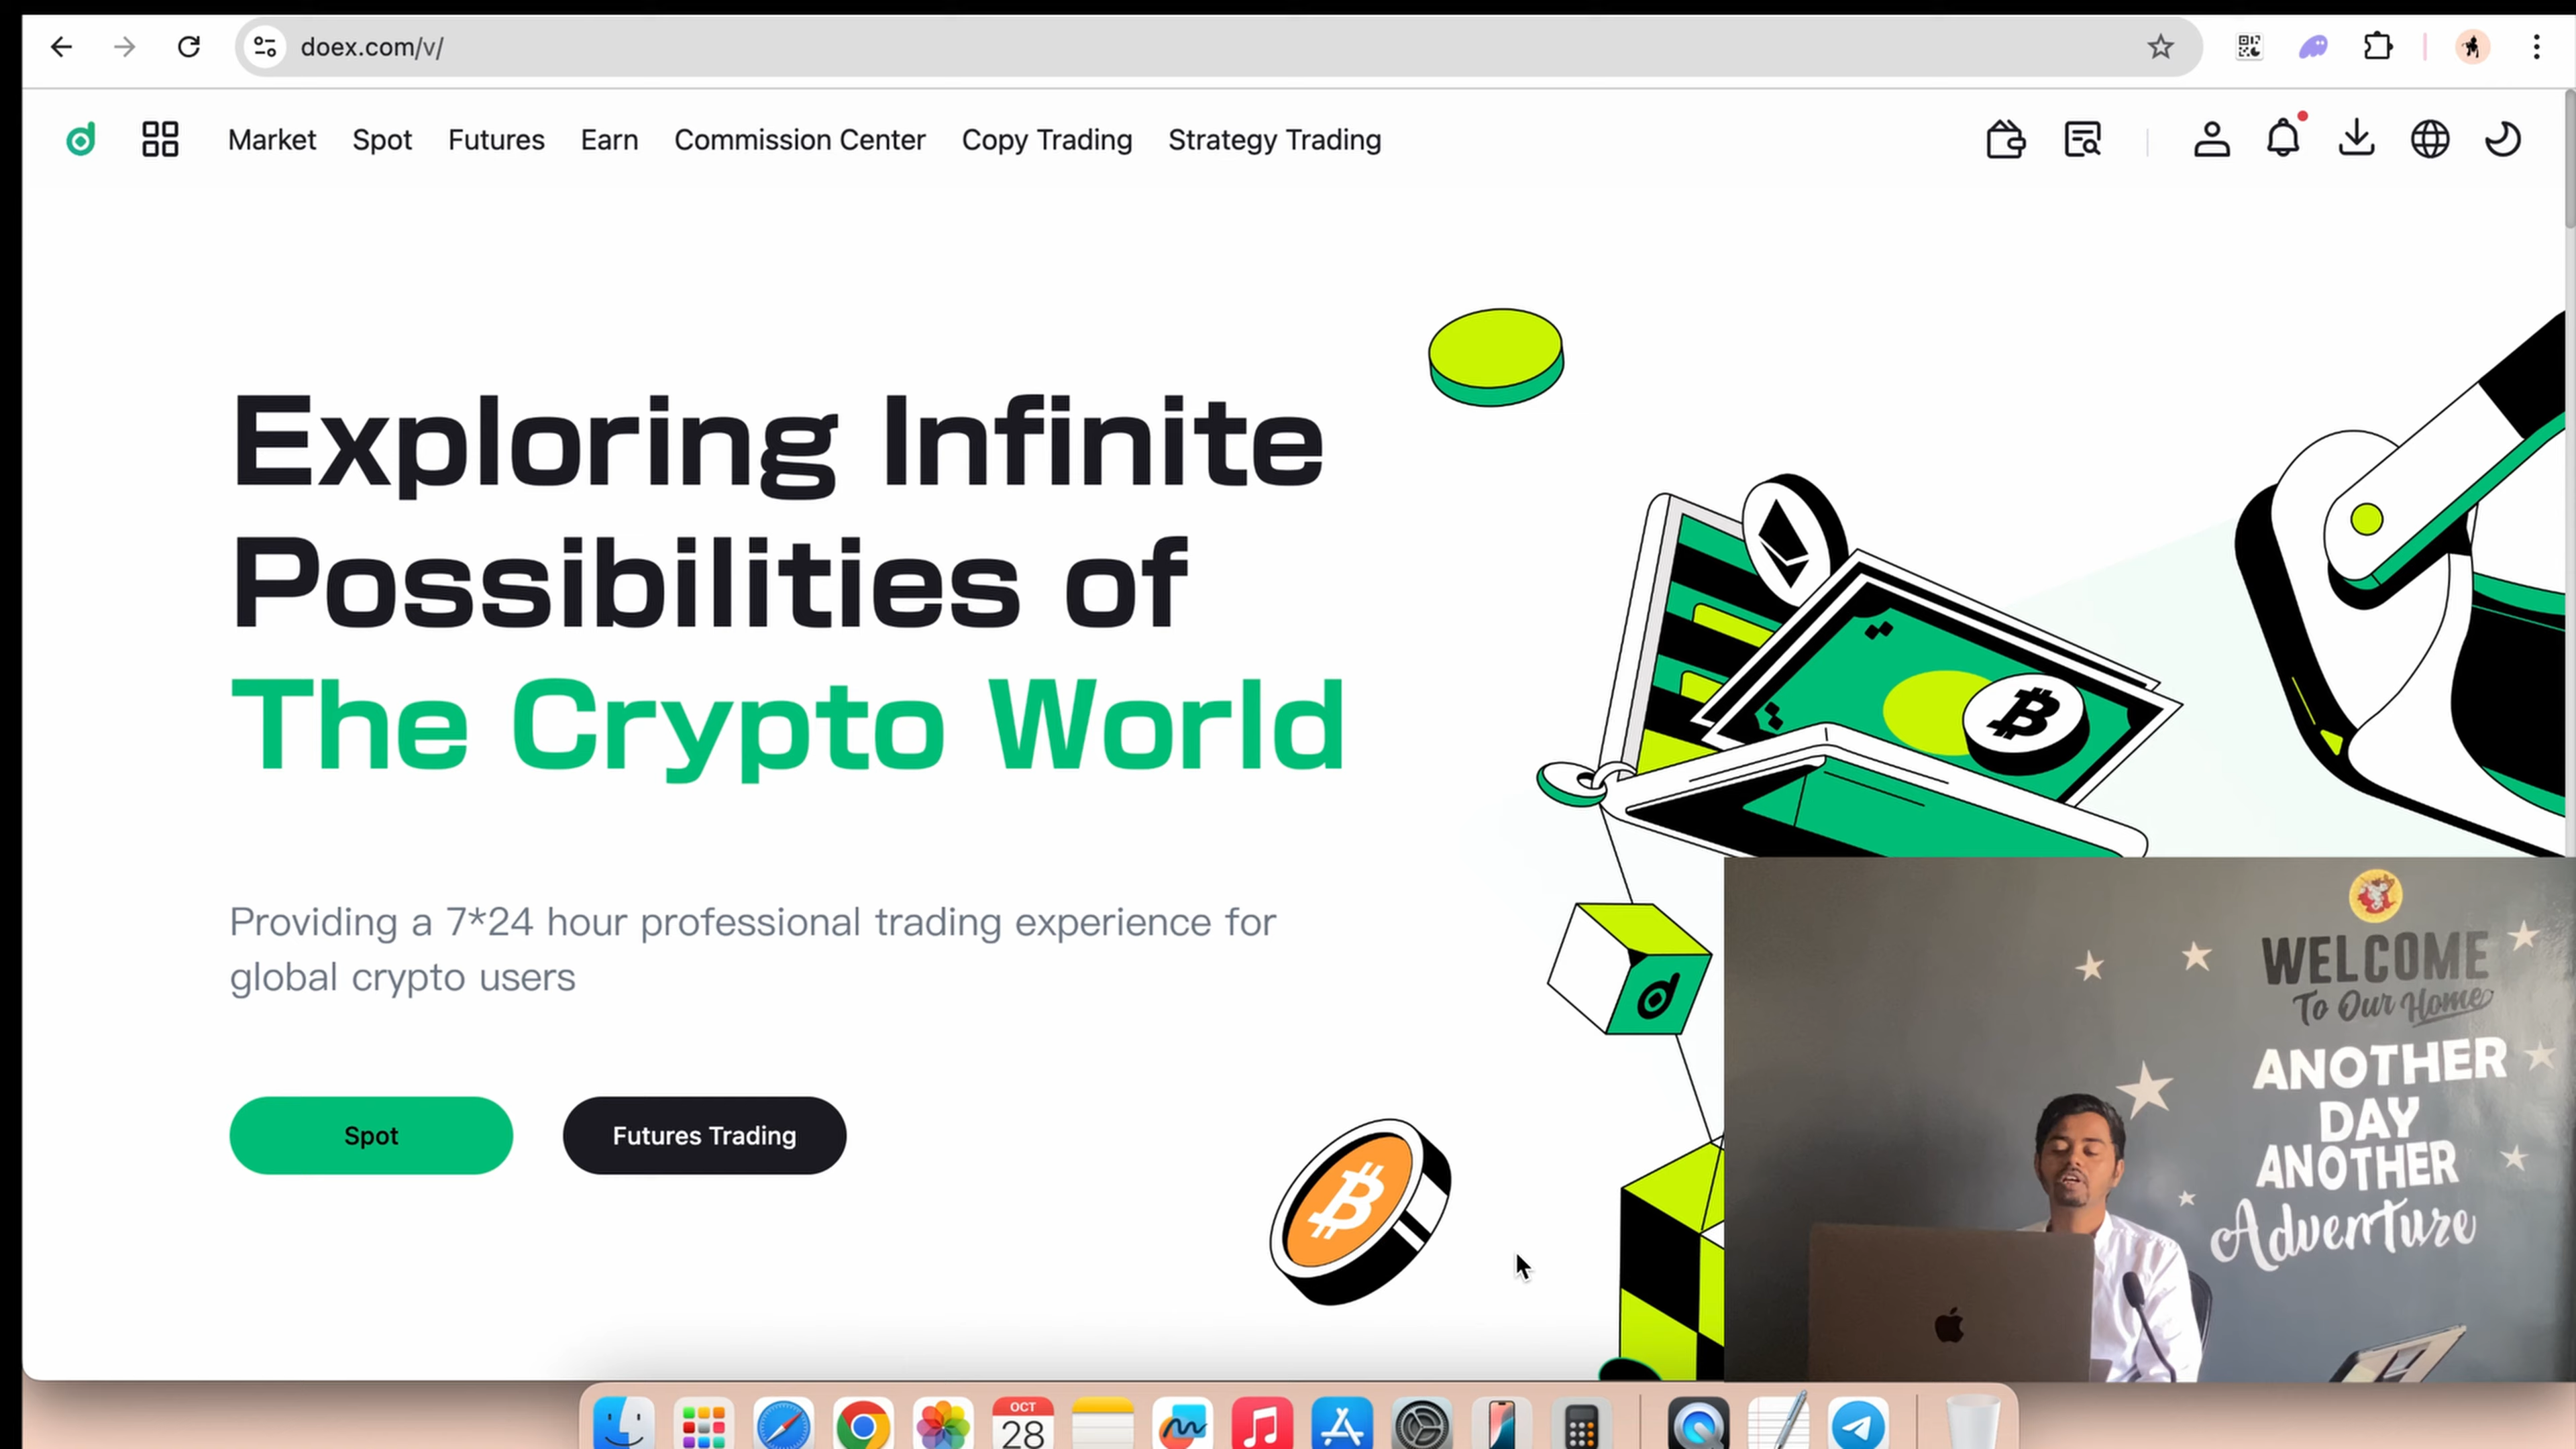 doex.com/v/
Market Spot Futures Earn Commission Center Copy Trading Strategy Trading
Exploring Infinite
Possibilities of
The Crypto World
Providing a 7*24 hour professional trading experience for
global crypto users
Spot Futures Trading
WELCOME
To Our Home
ANOTHER
DAY
ANOTHER
Adventure
OCT
28